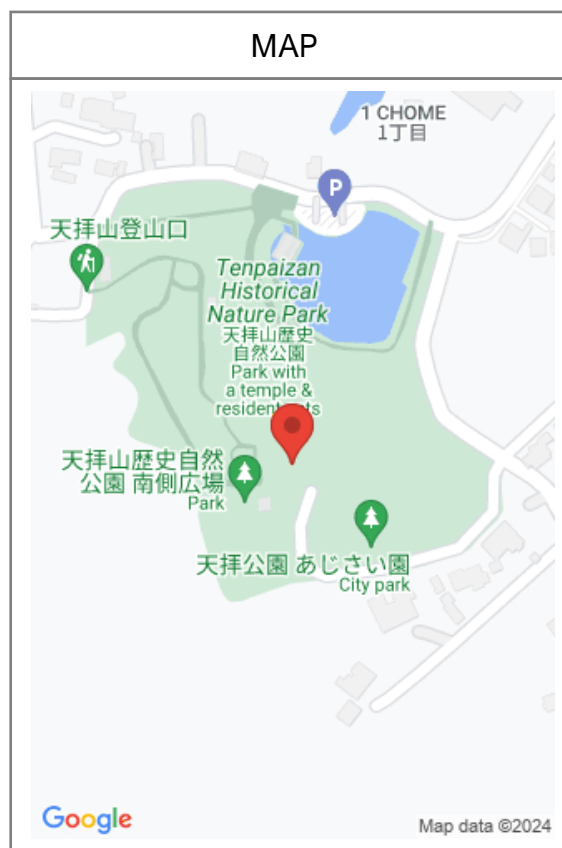 MAP
1 CHOME
1丁目
P
天拝山登山口
Tenpaizan
Historical
Nature Park
天拝山歴史
自然公園
Park with
a temple &
天拝山歴史自然
公園 南側広場
Park
天拝公園 あじさい園
City park
Google
Map data ©2024